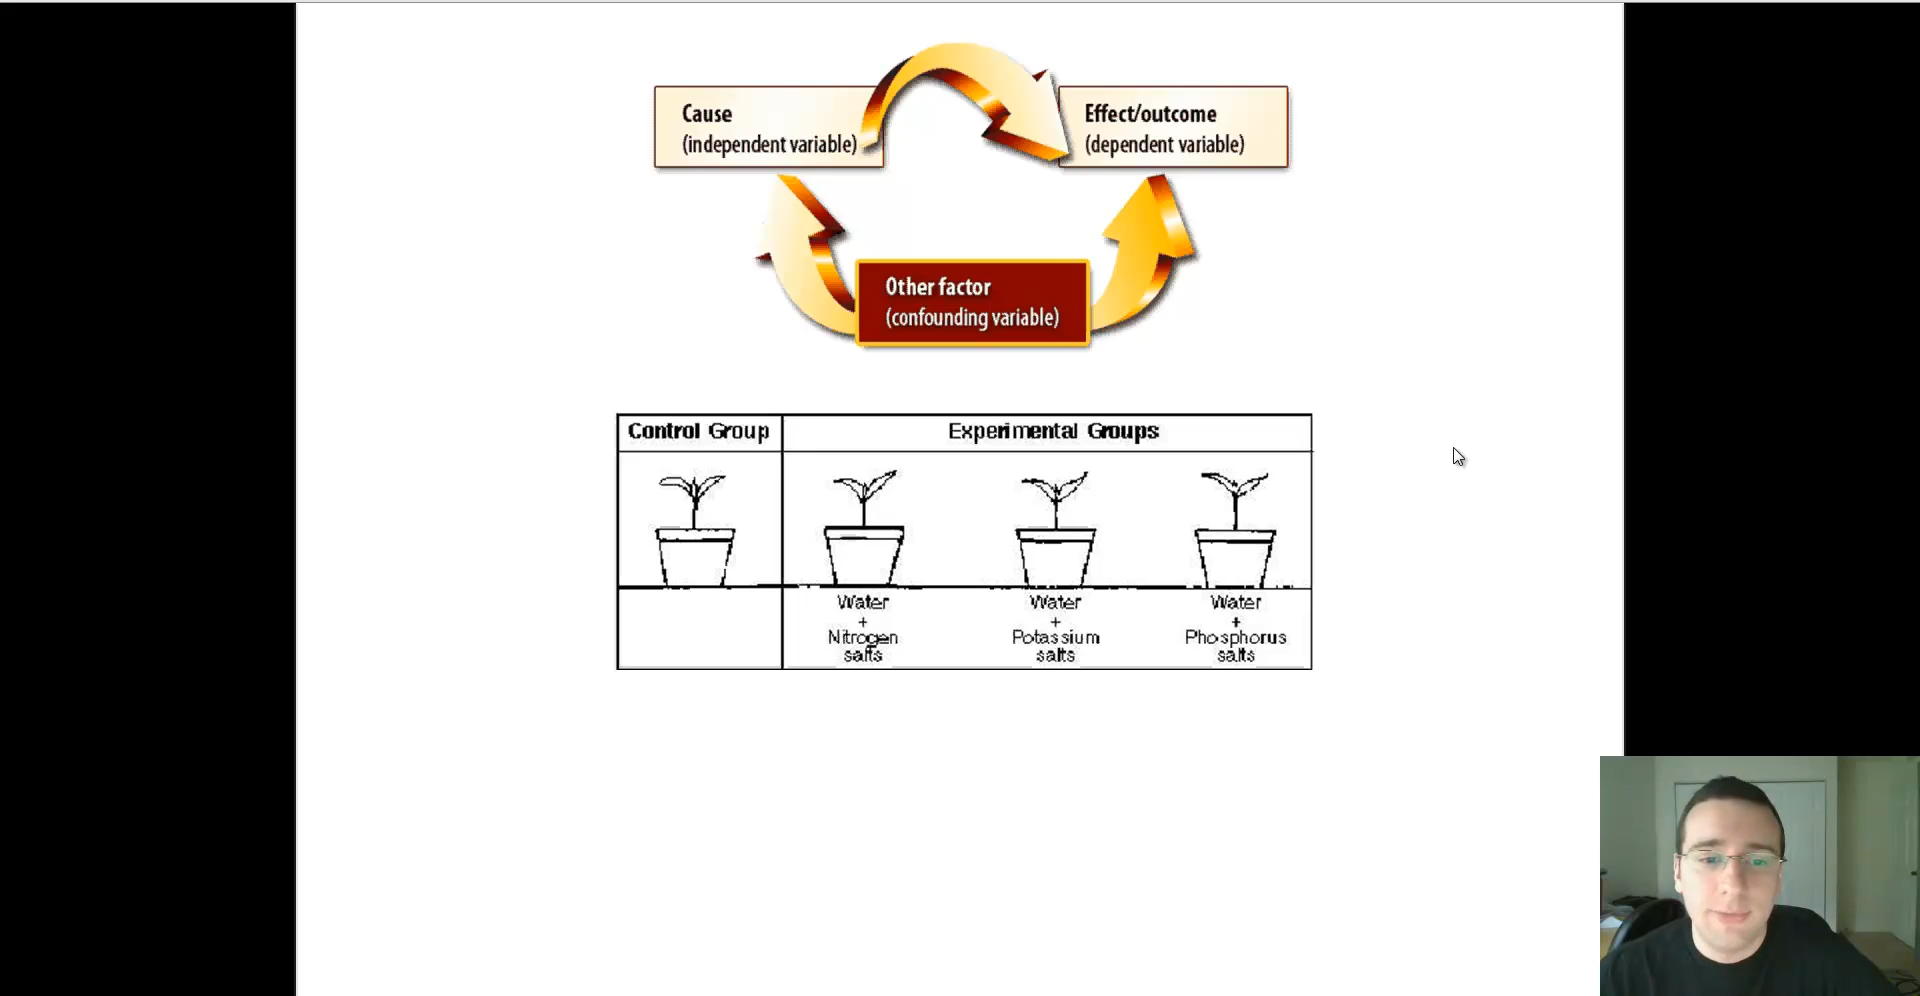 Cause
(independent variable)
Effect/outcome
(dependent variable)
Other factor
(confounding variable)
Control Group
Experimental Groups
Water
+
Nitrogen
salts
Water
+
Potassium
salts
Water
+
Phosphorus
salts